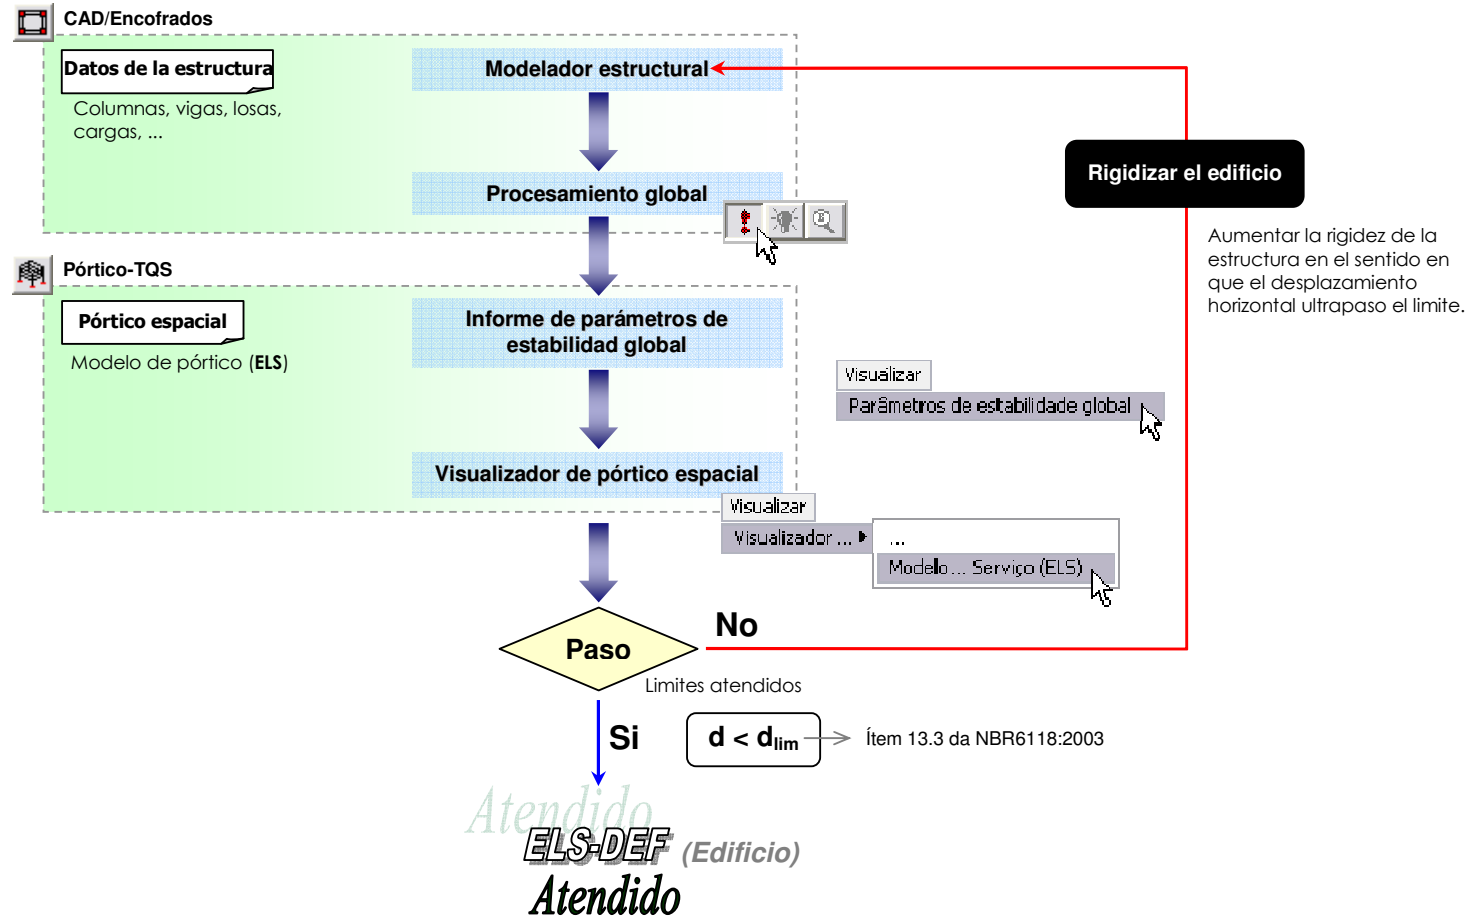 CAD/Encofrados
Datos de la estructura
Columnas, vigas, losas,
cargas, ...
Modelador estructural
Procesamiento global
Rigidizar el edificio
Aumentar la rigidez de la
estructura en el sentido en
que el desplazamiento
horizontal ultrapaso el limite.
Pórtico-TQS
Pórtico espacial
Modelo de pórtico (ELS)
Informe de parámetros de
estabilidad global
Visualizar
Parâmetros de estabilidade global
Visualizador de pórtico espacial
Visualizar
Visualizador ...
...
Modelo... Serviço (ELS)
Paso
No
Limites atendidos
Si
d < dlim
Ítem 13.3 da NBR6118:2003
Atendido
ELS-DEF (Edificio)
Atendido